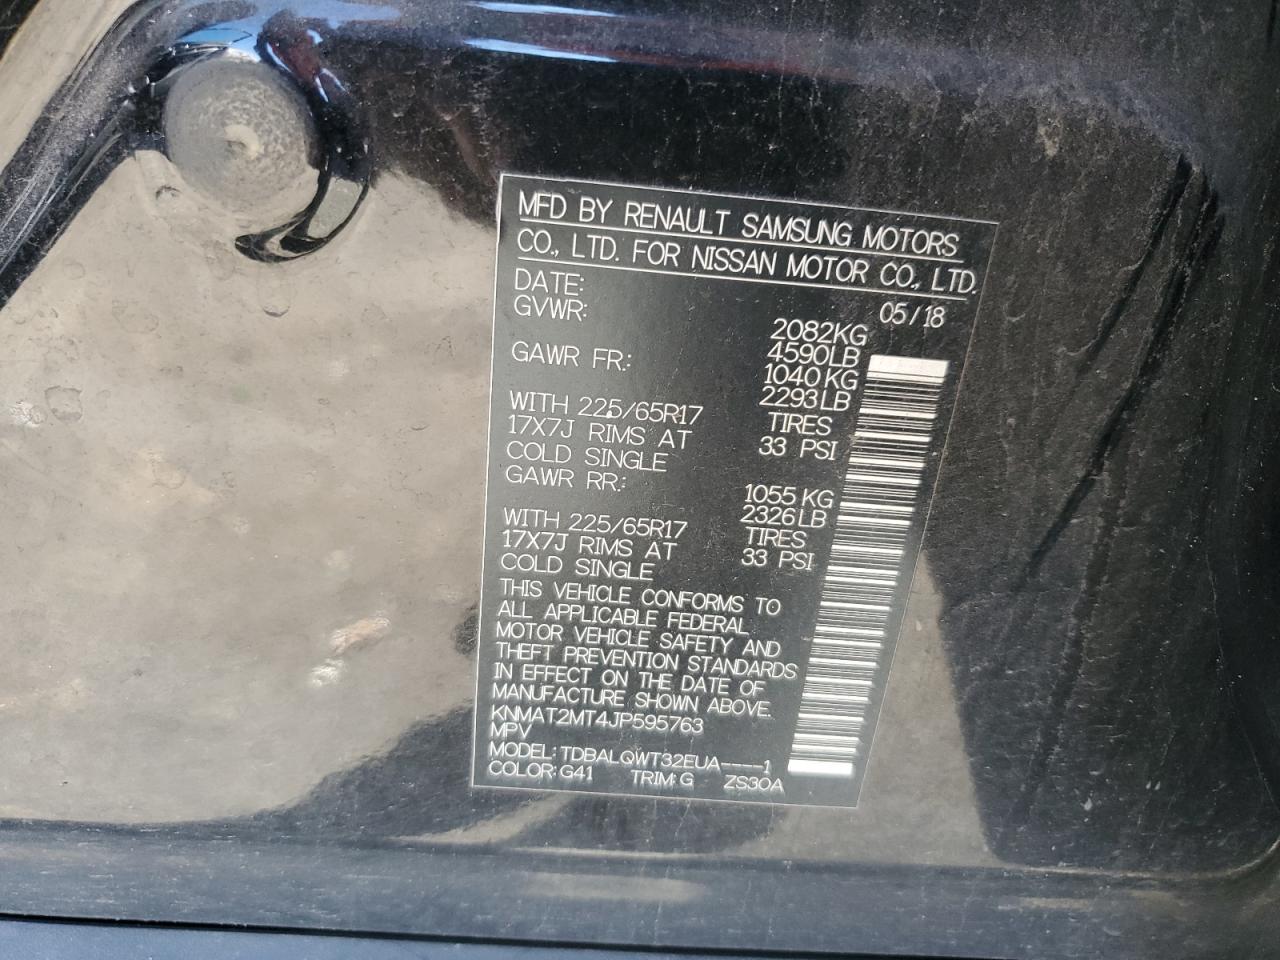 MFD BY RENAULT SAMSUNG MOTORS
CO., LTD. FOR NISSAN MOTOR CO., LTD.
DATE: 05/18
GVWR: 2082KG
4590LB
GAWR FR.: 1040KG
2293LB
WITH 225/65R17 TIRES
17X7J RIMS AT 33 PSI
COLD SINGLE
GAWR RR.: 1055KG
2326LB
WITH 225/65R17 TIRES
17X7J RIMS AT 33 PSI
COLD SINGLE
THIS VEHICLE CONFORMS TO
ALL APPLICABLE FEDERAL
MOTOR VEHICLE SAFETY AND
THEFT PREVENTION STANDARDS
IN EFFECT ON THE DATE OF
MANUFACTURE SHOWN ABOVE.
KNMAT2MT4JP595763
MPV
MODEL: TDBALQWT32EUA----1
COLOR: G41 TRIM: G ZS30A